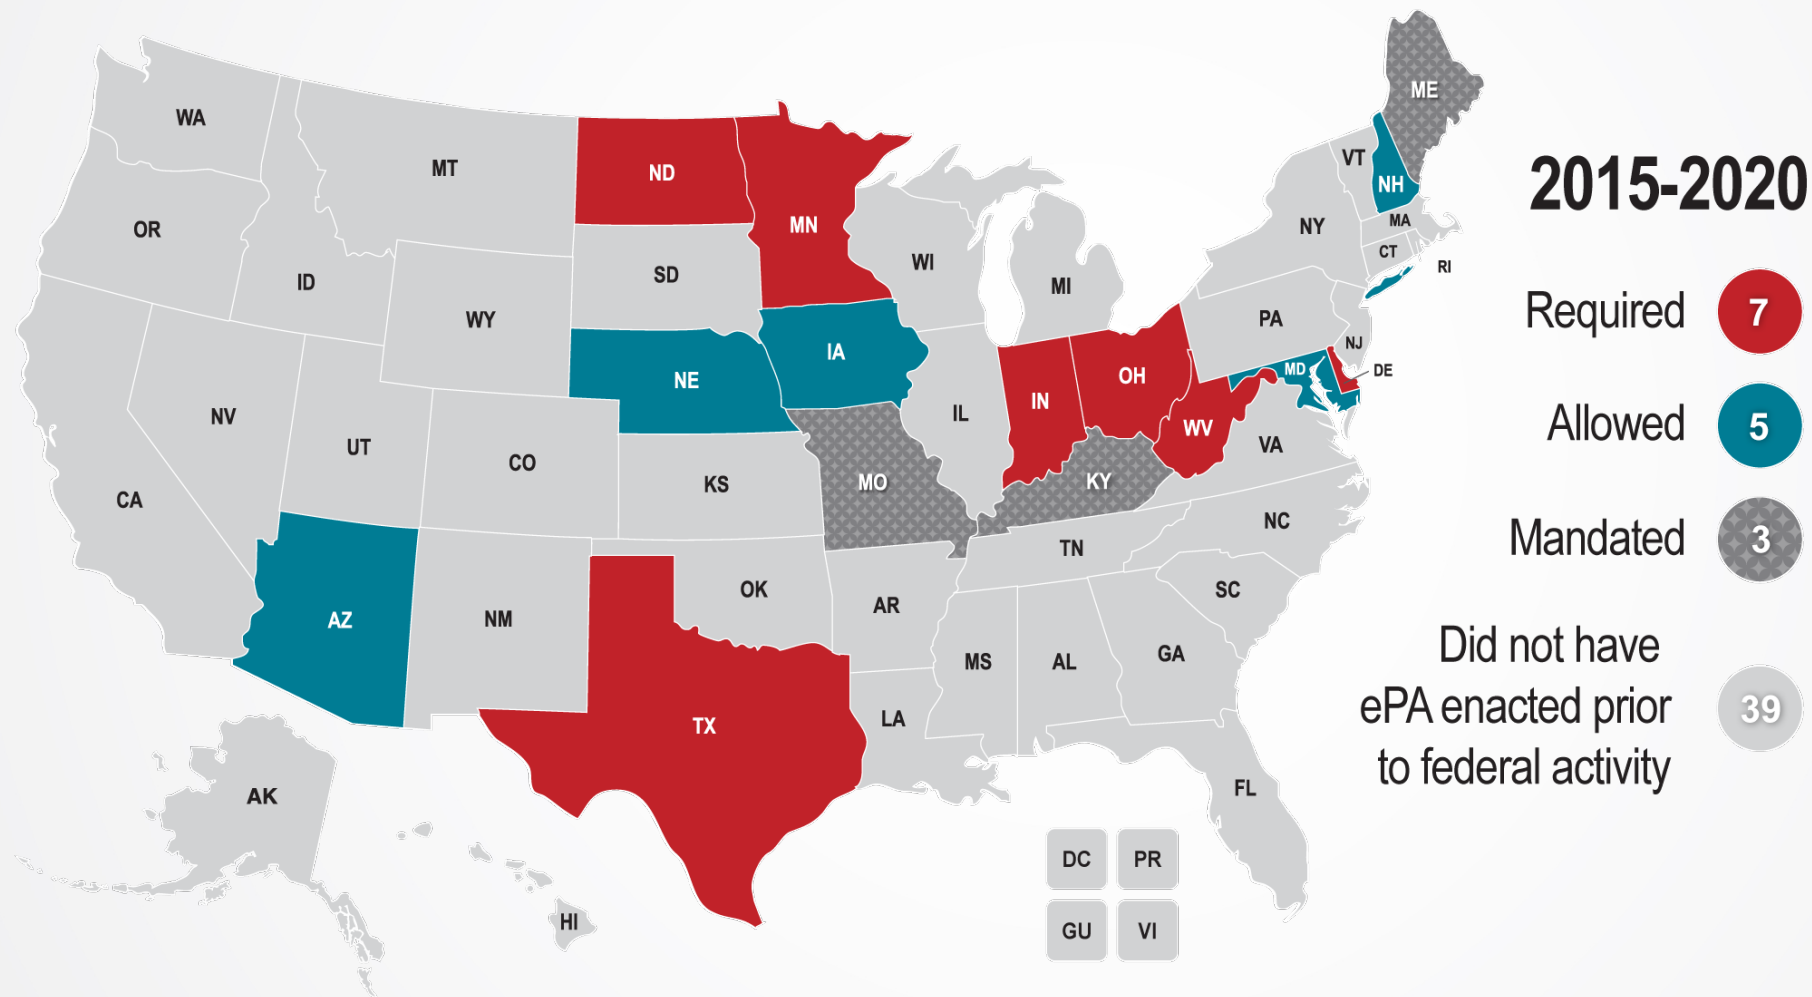 ME
WA
VT
MT
ND
NH
2015-2020
MN
MA
OR
NY
CT
WI
RI
SD
ID
MI
Required 7
WY
PA
NJ
IA
MD
DE
NE
OH
IN
IL
NV
WV
Allowed 5
UT
VA
CO
KS
MO
KY
CA
NC
TN
Mandated 3
OK
SC
AR
AZ
NM
GA
MS
AL
Did not have
ePA enacted prior 39
to federal activity
LA
TX
FL
AK
DC PR
HI
GU VI